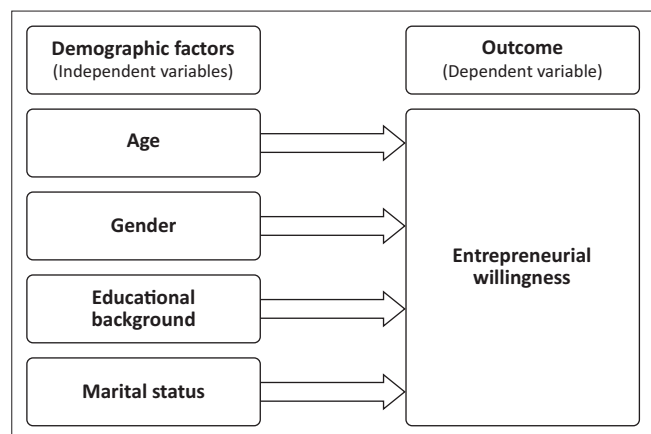 Demographic factors
(Independent variables)
Outcome
(Dependent variable)
Age
Gender
Educational
background
Marital status
Entrepreneurial
willingness